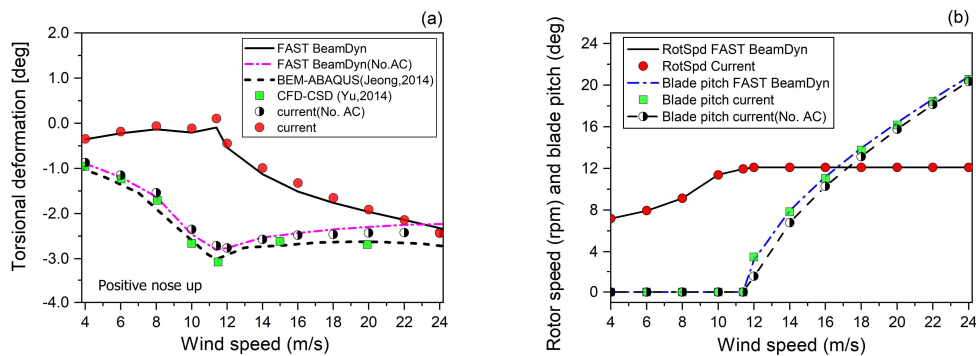 (a)
Torsional deformation [deg]
2.0
1.0
0.0
-1.0
-2.0
-3.0
-4.0
FAST BeamDyn
FAST BeamDyn(No.AC)
BEM-ABAQUS(Jeong,2014)
CFD-CSD (Yu,2014)
current(No. AC)
current
Positive nose up
4 6 8 10 12 14 16 18 20 22 24
Wind speed (m/s)
(b)
Rotor speed (rpm) and blade pitch (deg)
24
20
16
12
8
4
0
RotSpd FAST BeamDyn
RotSpd Current
Blade pitch FAST BeamDyn
Blade pitch current
Blade pitch current(No. AC)
4 6 8 10 12 14 16 18 20 22 24
Wind speed (m/s)